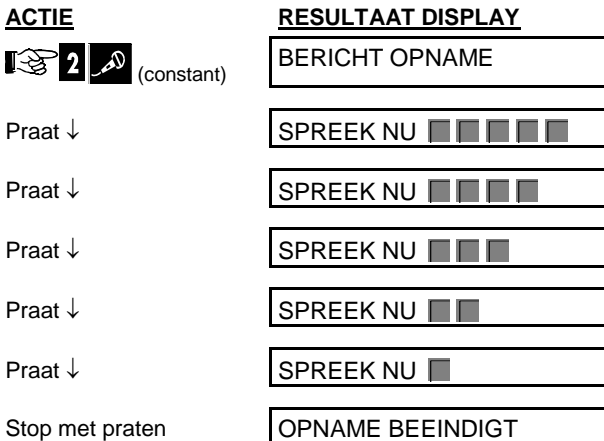 ACTIE RESULTAAT DISPLAY
2 (constant) BERICHT OPNAME
Praat ↓ SPREEK NU
Praat ↓ SPREEK NU
Praat ↓ SPREEK NU
Praat ↓ SPREEK NU
Praat ↓ SPREEK NU
Stop met praten OPNAME BEEINDIGT